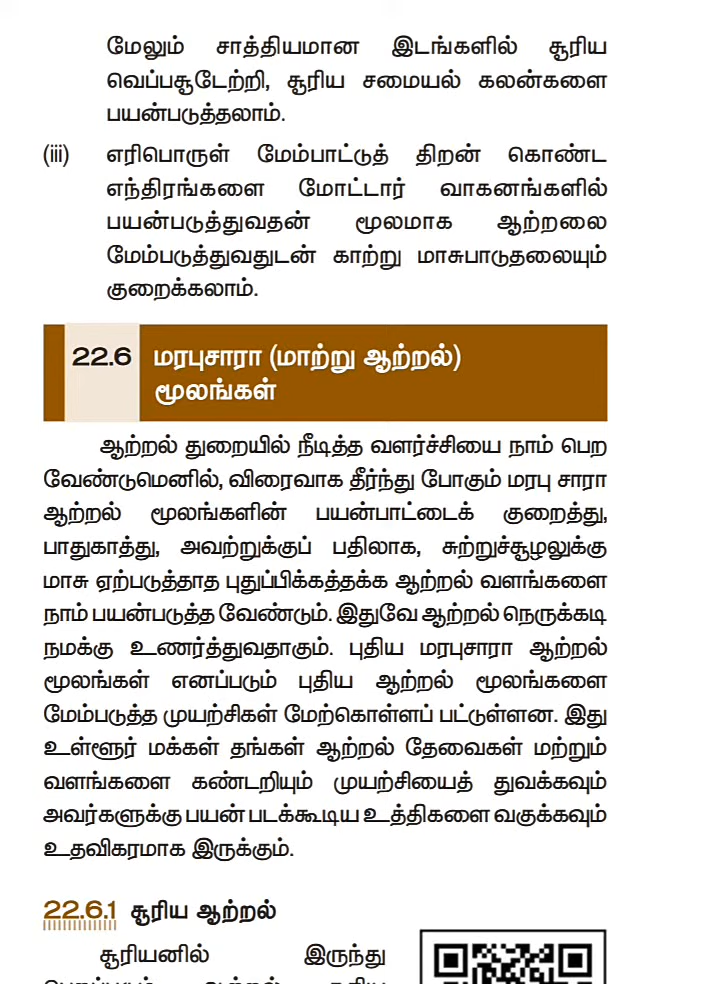 மேலும் சாத்தியமான இடங்களில் சூரிய
வெப்பசூடேற்றி, சூரிய சமையல் கலன்களை
பயன்படுத்தலாம்.
(iii) எரிபொருள் மேம்பாட்டுத் திறன் கொண்ட
எந்திரங்களை மோட்டார் வாகனங்களில்
பயன்படுத்துவதன் மூலமாக ஆற்றலை
மேம்படுத்துவதுடன் காற்று மாசுபாடுதலையும்
குறைக்கலாம்.
22.6 மரபுசாரா (மாற்று ஆற்றல்)
மூலங்கள்
ஆற்றல் துறையில் நீடித்த வளர்ச்சியை நாம் பெற
வேண்டுமெனில், விரைவாக தீர்ந்து போகும் மரபு சாரா
ஆற்றல் மூலங்களின் பயன்பாட்டைக் குறைத்து,
பாதுகாத்து, அவற்றுக்குப் பதிலாக, சுற்றுச்சூழலுக்கு
மாசு ஏற்படுத்தாத புதுப்பிக்கத்தக்க ஆற்றல் வளங்களை
நாம் பயன்படுத்த வேண்டும். இதுவே ஆற்றல் நெருக்கடி
நமக்கு உணர்த்துவதாகும். புதிய மரபுசாரா ஆற்றல்
மூலங்கள் எனப்படும் புதிய ஆற்றல் மூலங்களை
மேம்படுத்த முயற்சிகள் மேற்கொள்ளப் பட்டுள்ளன. இது
உள்ளூர் மக்கள் தங்கள் ஆற்றல் தேவைகள் மற்றும்
வளங்களை கண்டறியும் முயற்சியைத் துவக்கவும்
அவர்களுக்கு பயன் படக்கூடிய உத்திகளை வகுக்கவும்
உதவிகரமாக இருக்கும்.
22.6.1 சூரிய ஆற்றல்
சூரியனில் இருந்து